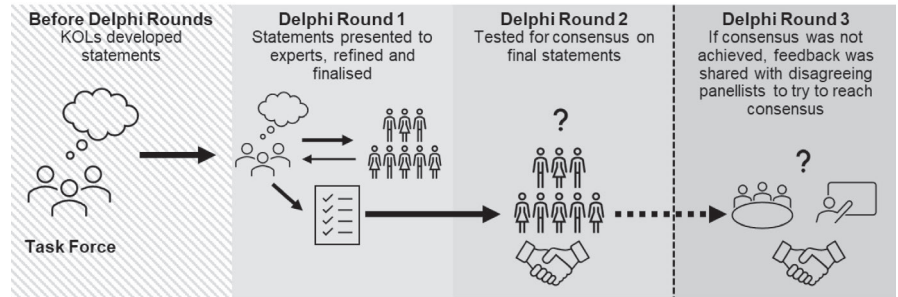 Before Delphi Rounds
KOLs developed
statements
Task Force
Delphi Round 1
Statements presented to
experts, refined and
finalised
Delphi Round 2
Tested for consensus on
final statements
?
Delphi Round 3
If consensus was not
achieved, feedback was
shared with disagreeing
panellists to try to reach
consensus
?